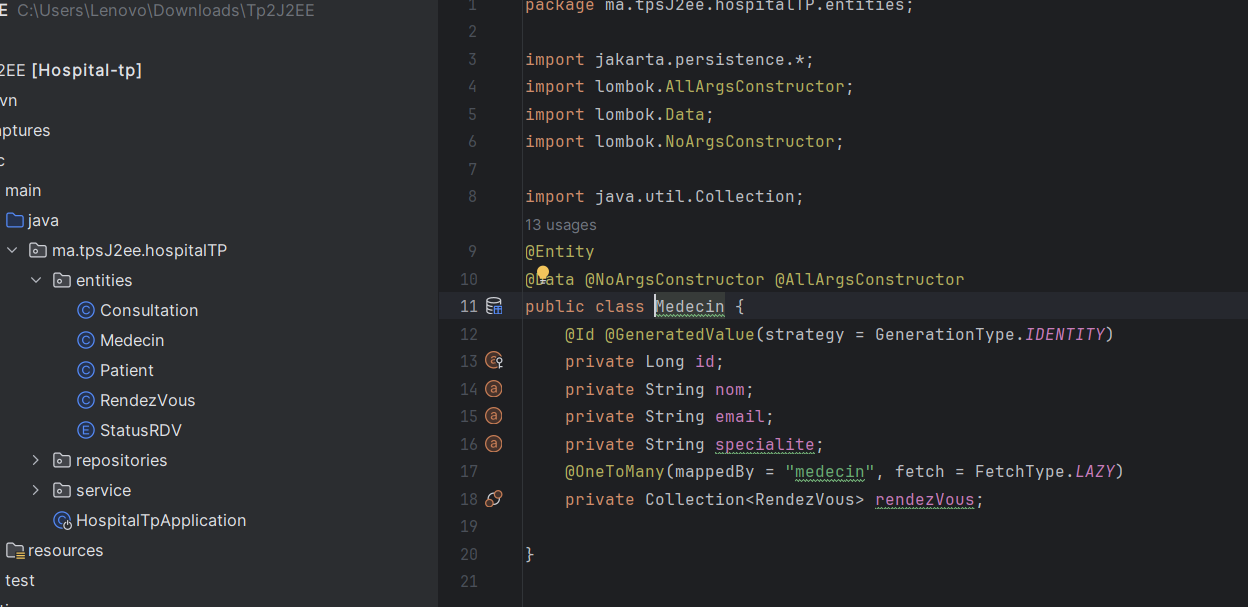 E C:\Users\Lenovo\Downloads\Tp2J2EE
2EE [Hospital-tp]
vn
ptures
c
main
java
ma.tpsJ2ee.hospitalTP
entities
Consultation
Medecin
Patient
RendezVous
StatusRDV
repositories
service
HospitalTpApplication
resources
test
1 package ma.tpsJ2ee.hospitalTP.entities;
2
3 import jakarta.persistence.*;
4 import lombok.AllArgsConstructor;
5 import lombok.Data;
6 import lombok.NoArgsConstructor;
7
8 import java.util.Collection;
13 usages
9 @Entity
10 @Data @NoArgsConstructor @AllArgsConstructor
11 public class Medecin {
12 @Id @GeneratedValue(strategy = GenerationType.IDENTITY)
13 private Long id;
14 private String nom;
15 private String email;
16 private String specialite;
17 @OneToMany(mappedBy = "medecin", fetch = FetchType.LAZY)
18 private Collection<RendezVous> rendezVous;
19
20 }
21